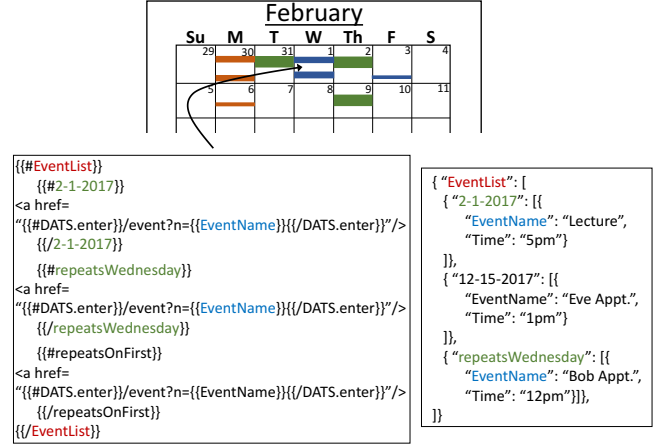 February
Su M T W Th F S
29 30 31 1 2 3 4
5 6 7 8 9 10 11
{{#EventList}}
{{#2-1-2017}}
<a href=
“{{#DATS.enter}}/event?n={{EventName}}{{/DATS.enter}}”/>
{{/2-1-2017}}
{{#repeatsWednesday}}
<a href=
“{{#DATS.enter}}/event?n={{EventName}}{{/DATS.enter}}”/>
{{/repeatsWednesday}}
{{#repeatsOnFirst}}
<a href=
“{{#DATS.enter}}/event?n={{EventName}}{{/DATS.enter}}”/>
{{/repeatsOnFirst}}
{{/EventList}}
{ “EventList”: [
{ “2-1-2017”: [{
“EventName”: “Lecture”,
“Time”: “5pm”}
]},
{ “12-15-2017”: [{
“EventName”: “Eve Appt.”,
“Time”: “1pm”}
]},
{ “repeatsWednesday”: [{
“EventName”: “Bob Appt.”,
“Time”: “12pm”}]},
]}